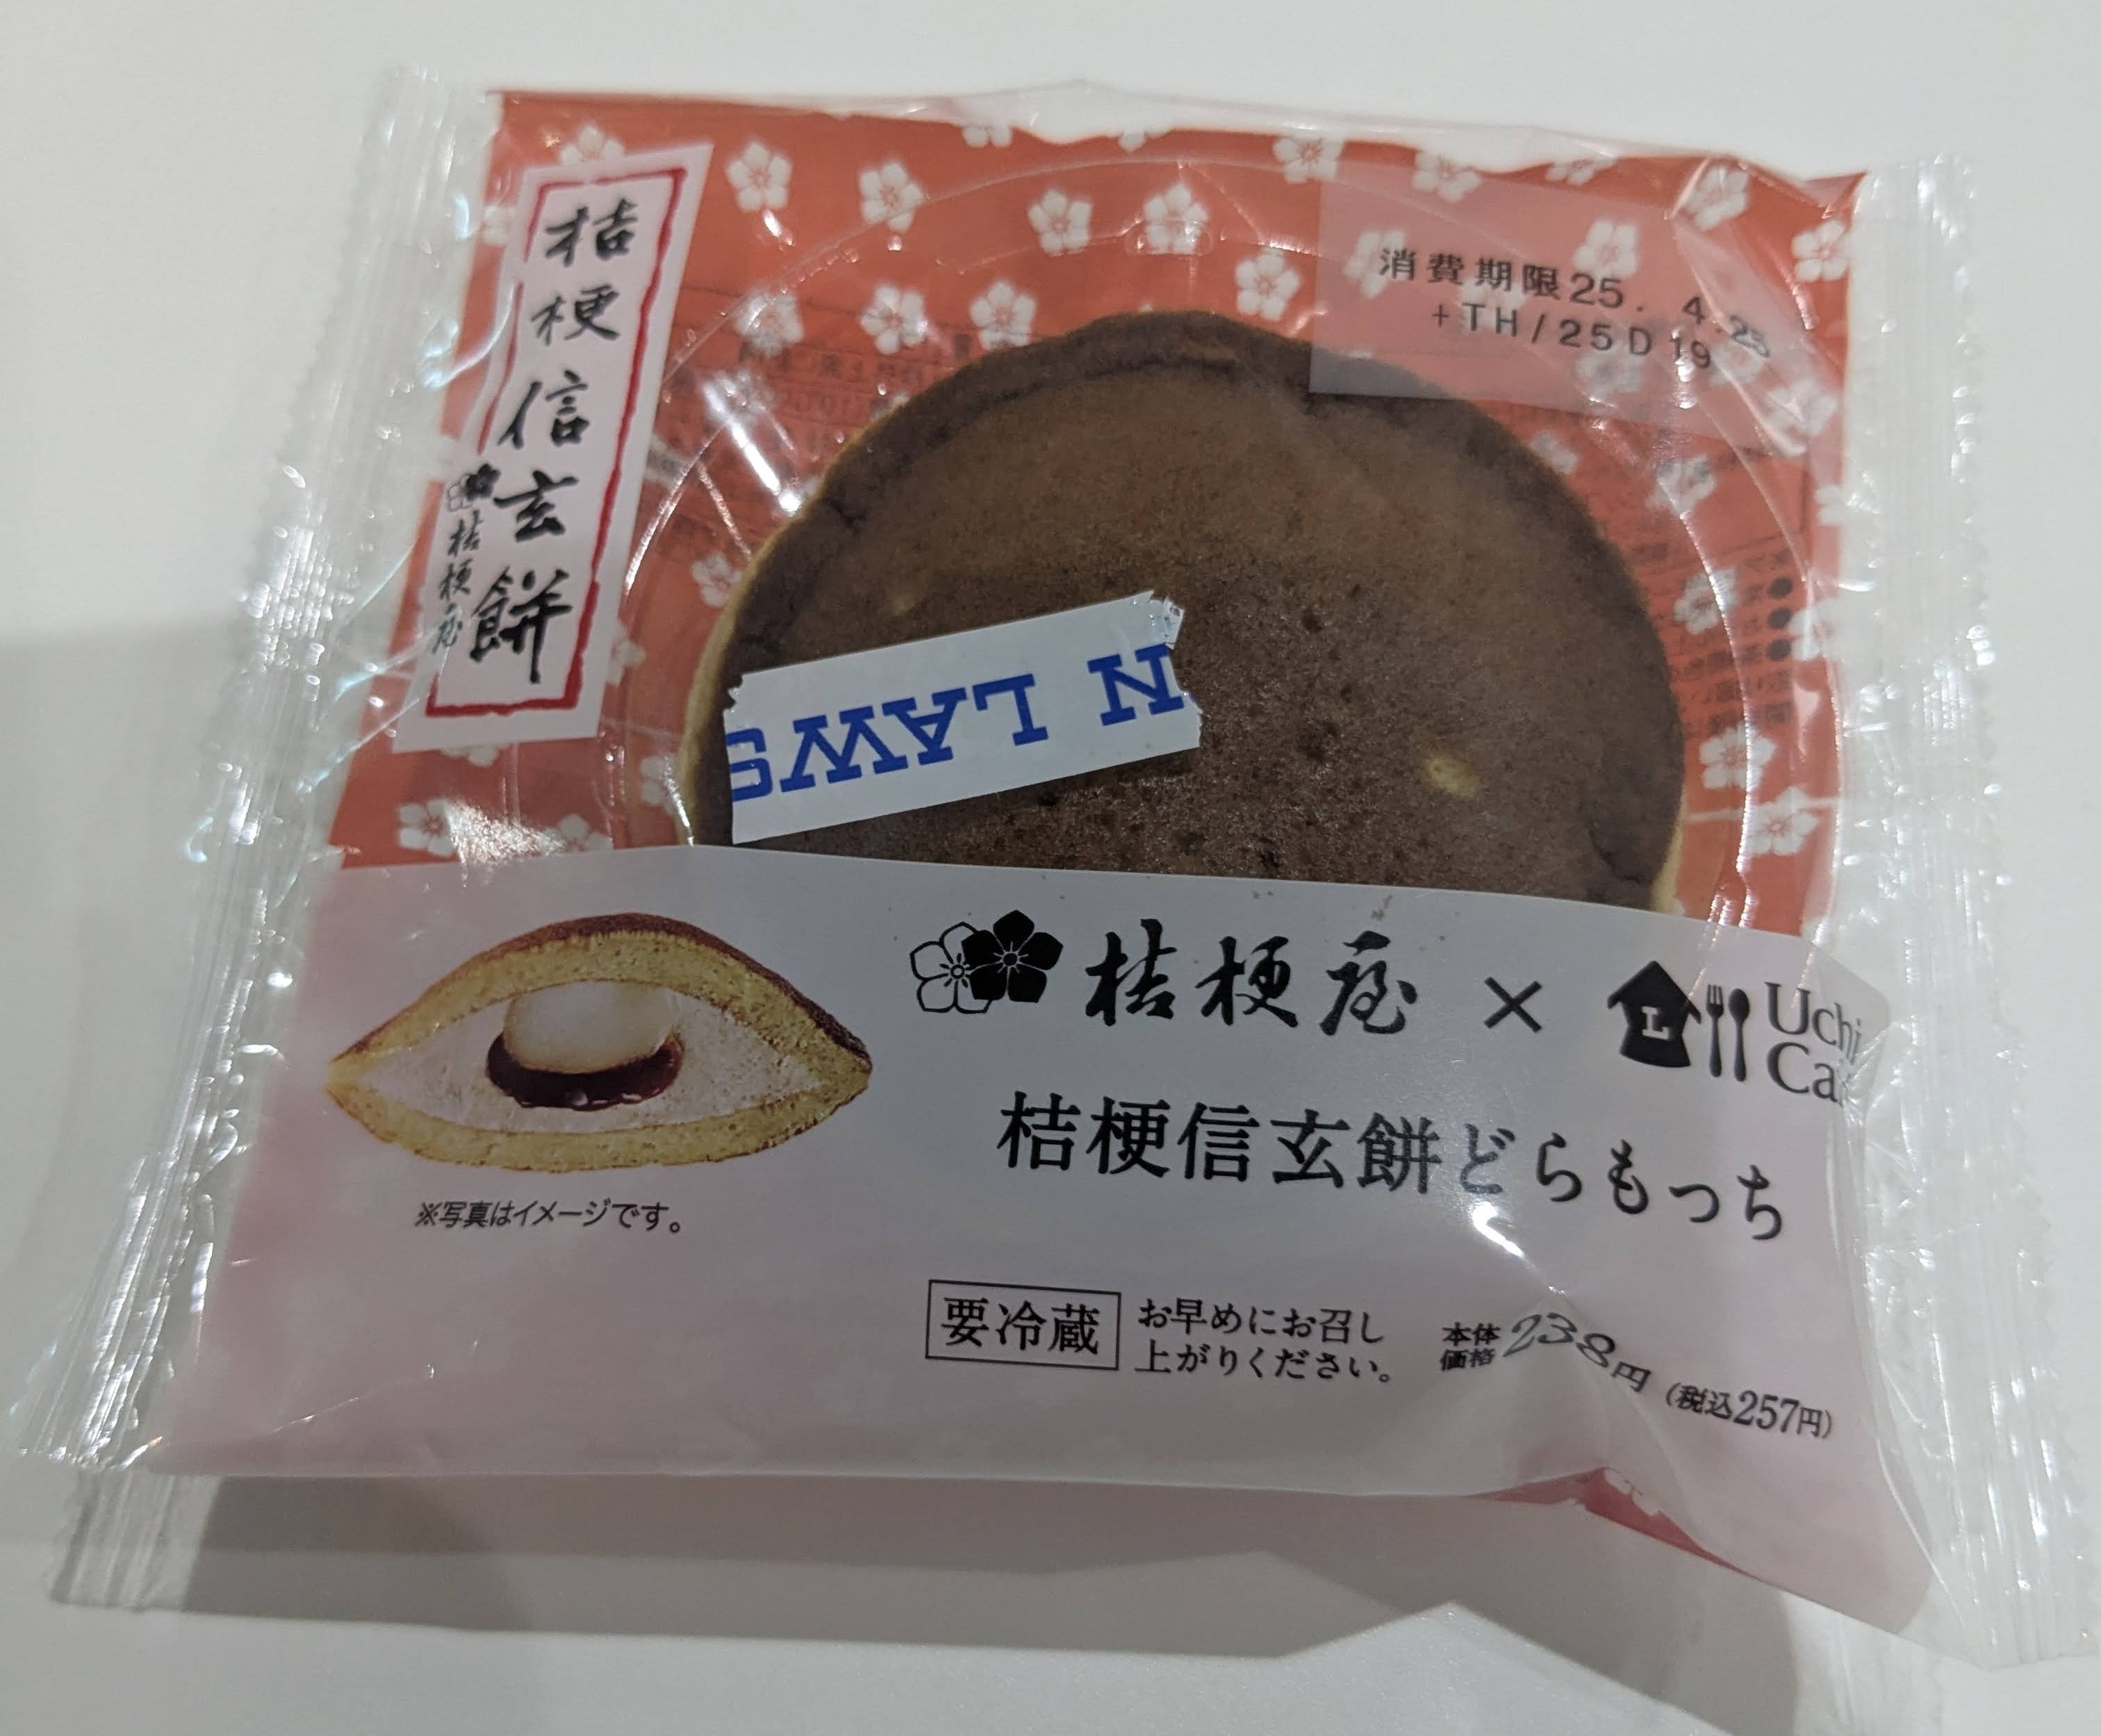 桔梗信玄餅
桔梗屋
消費期限25. 4.25
+TH/25D19
N LAWS
桔梗屋 × L Uchi
Ca
桔梗信玄餅どらもっち
※写真はイメージです。
要冷蔵
お早めにお召し
上がりください。
本体
価格238円
(税込257円)